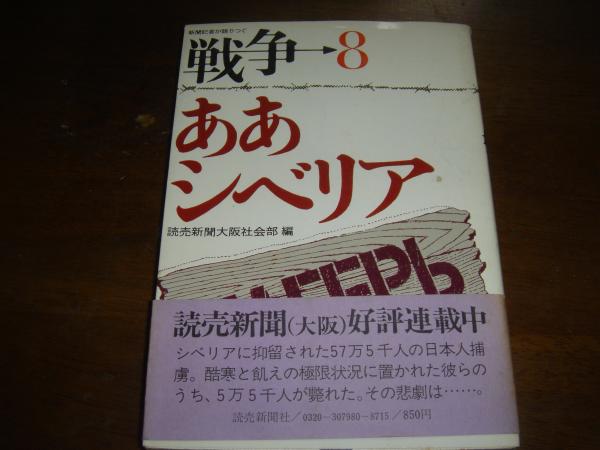 新聞記者が語りつぐ
戦争→8
ああ
シベリア
読売新聞大阪社会部 編
読売新聞(大阪)好評連載中
シベリアに抑留された57万5千人の日本人捕
虜。酷寒と飢えの極限状況に置かれた彼らの
うち、5万5千人が斃れた。その悲劇は……。
読売新聞社/0320-307980-8715/850円